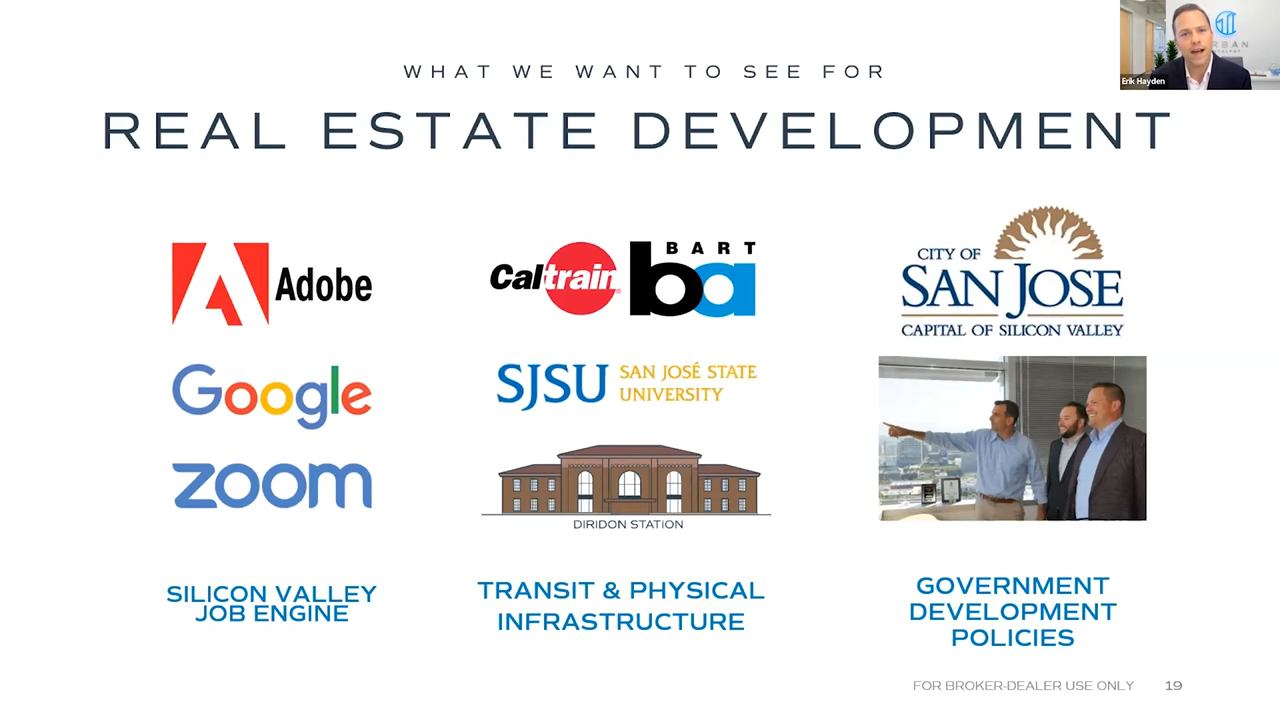 WHAT WE WANT TO SEE FOR
REAL ESTATE DEVELOPMENT
Erik Hayden
Adobe
Google
zoom
SILICON VALLEY
JOB ENGINE
Caltrain
BART
ba
SJSU
SAN JOSÉ STATE
UNIVERSITY
DIRIDON STATION
TRANSIT & PHYSICAL
INFRASTRUCTURE
CITY OF
SAN JOSE
CAPITAL OF SILICON VALLEY
GOVERNMENT
DEVELOPMENT
POLICIES
FOR BROKER-DEALER USE ONLY
19